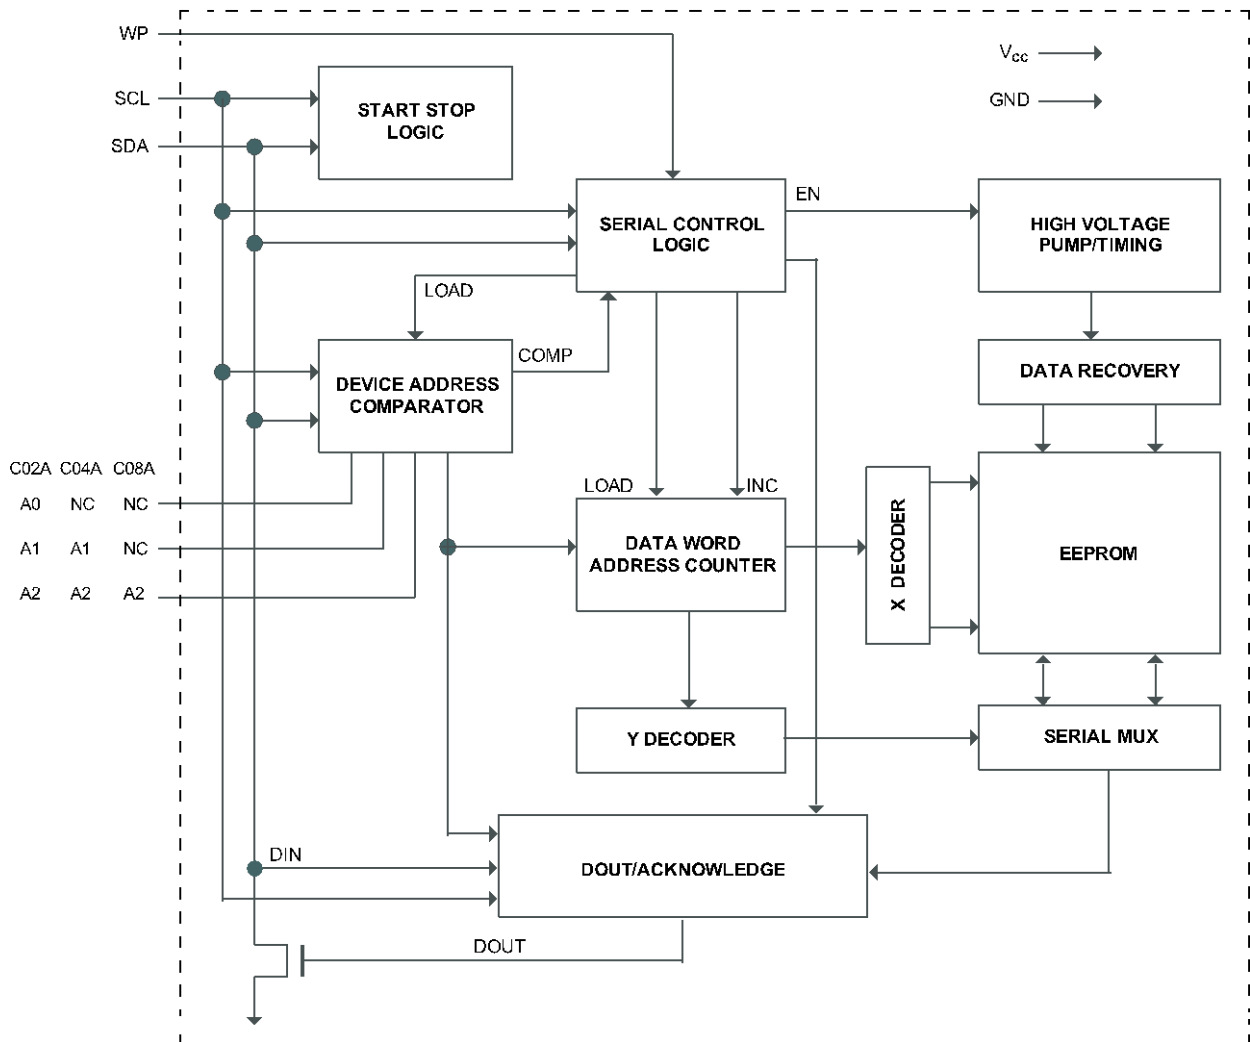 WP
V_CC
SCL
GND
START STOP
LOGIC
SDA
EN
SERIAL CONTROL
LOGIC
HIGH VOLTAGE
PUMP/TIMING
LOAD
COMP
DEVICE ADDRESS
COMPARATOR
DATA RECOVERY
C02A C04A C08A
A0 NC NC
A1 A1 NC
A2 A2 A2
LOAD
INC
DATA WORD
ADDRESS COUNTER
X DECODER
EEPROM
Y DECODER
SERIAL MUX
DIN
DOUT/ACKNOWLEDGE
DOUT